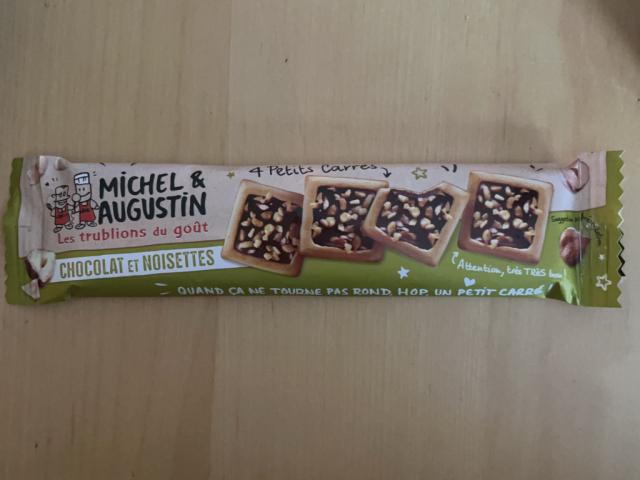 4 Petits Carrés
MICHEL &
AUGUSTIN
Les trublions du goût
CHOCOLAT ET NOISETTES
Attention, très TRÈS bon!
QUAND ÇA NE TOURNE PAS ROND, HOP, UN PETIT CARRÉ